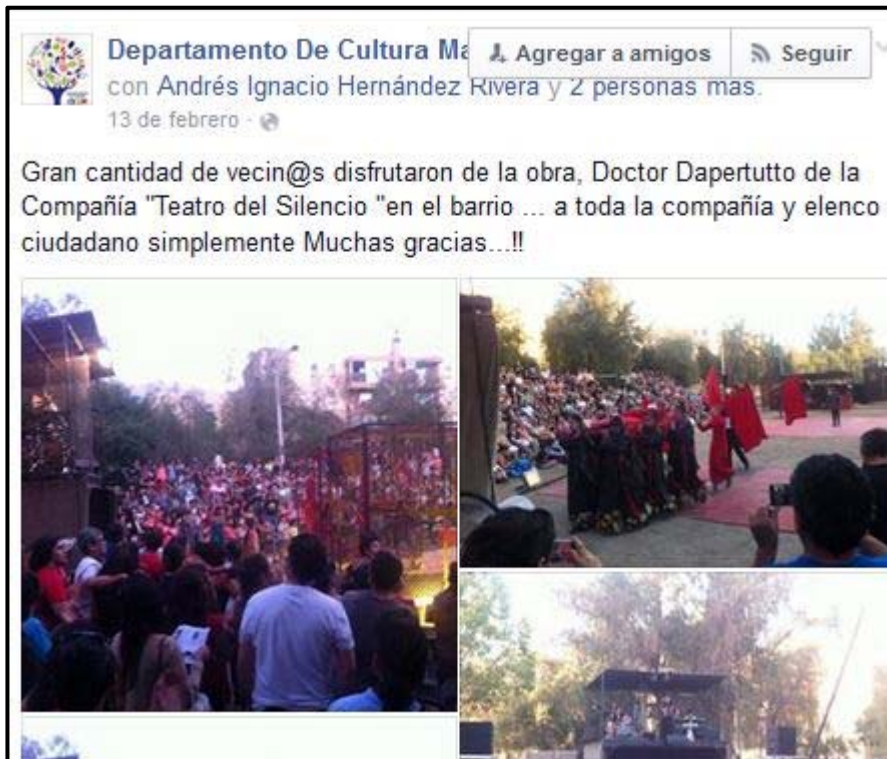 Departamento De Cultura
Agregar a amigos
Seguir
con Andrés Ignacio Hernández Rivera y 2 personas más.
13 de febrero ·
Gran cantidad de vecin@s disfrutaron de la obra, Doctor Dapertutto de la
Compañía "Teatro del Silencio "en el barrio ... a toda la compañía y elenco
ciudadano simplemente Muchas gracias...!!